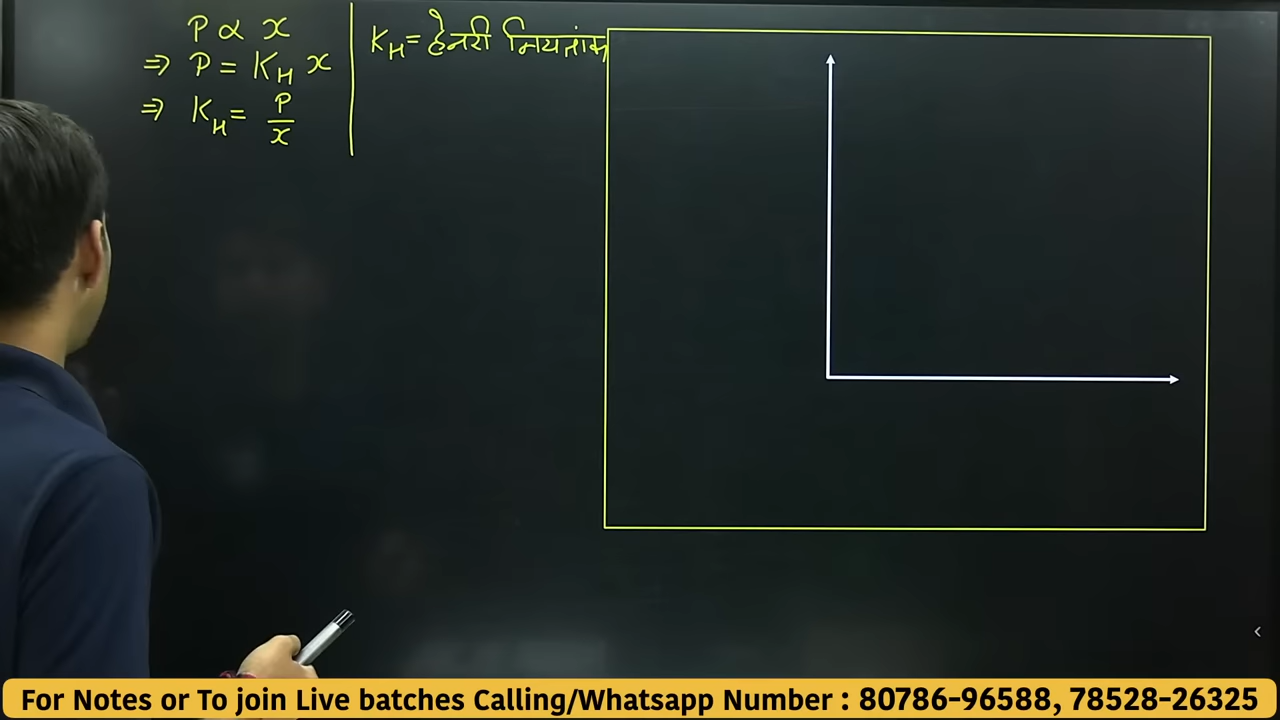 P ∝ x
⇒ P = K_H x
⇒ K_H = P/x
K_H = हेनरी नियतांक
For Notes or To join Live batches Calling/Whatsapp Number : 80786-96588, 78528-26325